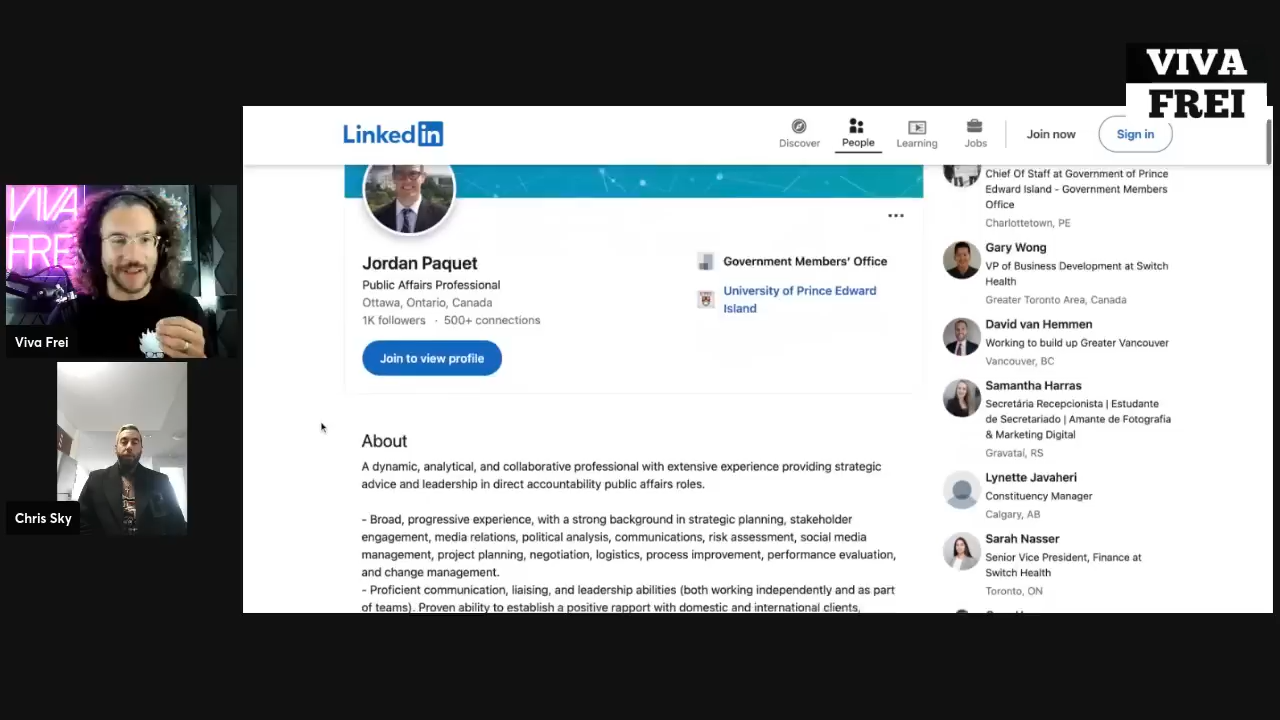 VIVA
FREI
LinkedIn
Discover
People
Learning
Jobs
Join now
Sign in
Jordan Paquet
Public Affairs Professional
Ottawa, Ontario, Canada
1K followers · 500+ connections
Join to view profile
Government Members' Office
University of Prince Edward
Island
About
A dynamic, analytical, and collaborative professional with extensive experience providing strategic
advice and leadership in direct accountability public affairs roles.
- Broad, progressive experience, with a strong background in strategic planning, stakeholder
engagement, media relations, political analysis, communications, risk assessment, social media
management, project planning, negotiation, logistics, process improvement, performance evaluation,
and change management.
- Proficient communication, liaising, and leadership abilities (both working independently and as part
of teams). Proven ability to establish a positive rapport with domestic and international clients,
Chief Of Staff at Government of Prince
Edward Island - Government Members
Office
Charlottetown, PE
Gary Wong
VP of Business Development at Switch
Health
Greater Toronto Area, Canada
David van Hemmen
Working to build up Greater Vancouver
Vancouver, BC
Samantha Harras
Secretária Recepcionista | Estudante
de Secretariado | Amante de Fotografia
& Marketing Digital
Gravataí, RS
Lynette Javaheri
Constituency Manager
Calgary, AB
Sarah Nasser
Senior Vice President, Finance at
Switch Health
Toronto, ON
VIVA
FRE
Viva Frei
Chris Sky